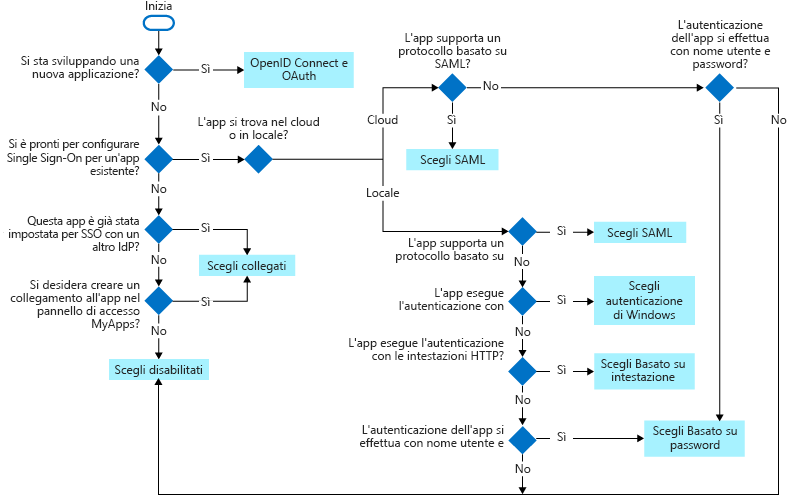 Inizia
Si sta sviluppando una
nuova applicazione?
Sì
OpenID Connect e
OAuth
No
Si è pronti per configurare
Single Sign-On per un'app
esistente?
Sì
L'app si trova nel cloud
o in locale?
No
Questa app è già stata
impostata per SSO con un
altro IdP?
Sì
Scegli collegati
No
Si desidera creare un
collegamento all'app nel
pannello di accesso
MyApps?
Sì
No
Scegli disabilitati
Cloud
L'app supporta un
protocollo basato su
SAML?
No
Sì
Scegli SAML
L'autenticazione
dell'app si effettua
con nome utente e
password?
No
Sì
Locale
L'app supporta un
protocollo basato su
Sì
Scegli SAML
No
L'app esegue
l'autenticazione con
Sì
Scegli
autenticazione
di Windows
No
L'app esegue l'autenticazione
con le intestazioni HTTP?
Sì
Scegli Basato su
intestazione
No
L'autenticazione dell'app si
effettua con nome utente e
Sì
Scegli Basato su
password
No